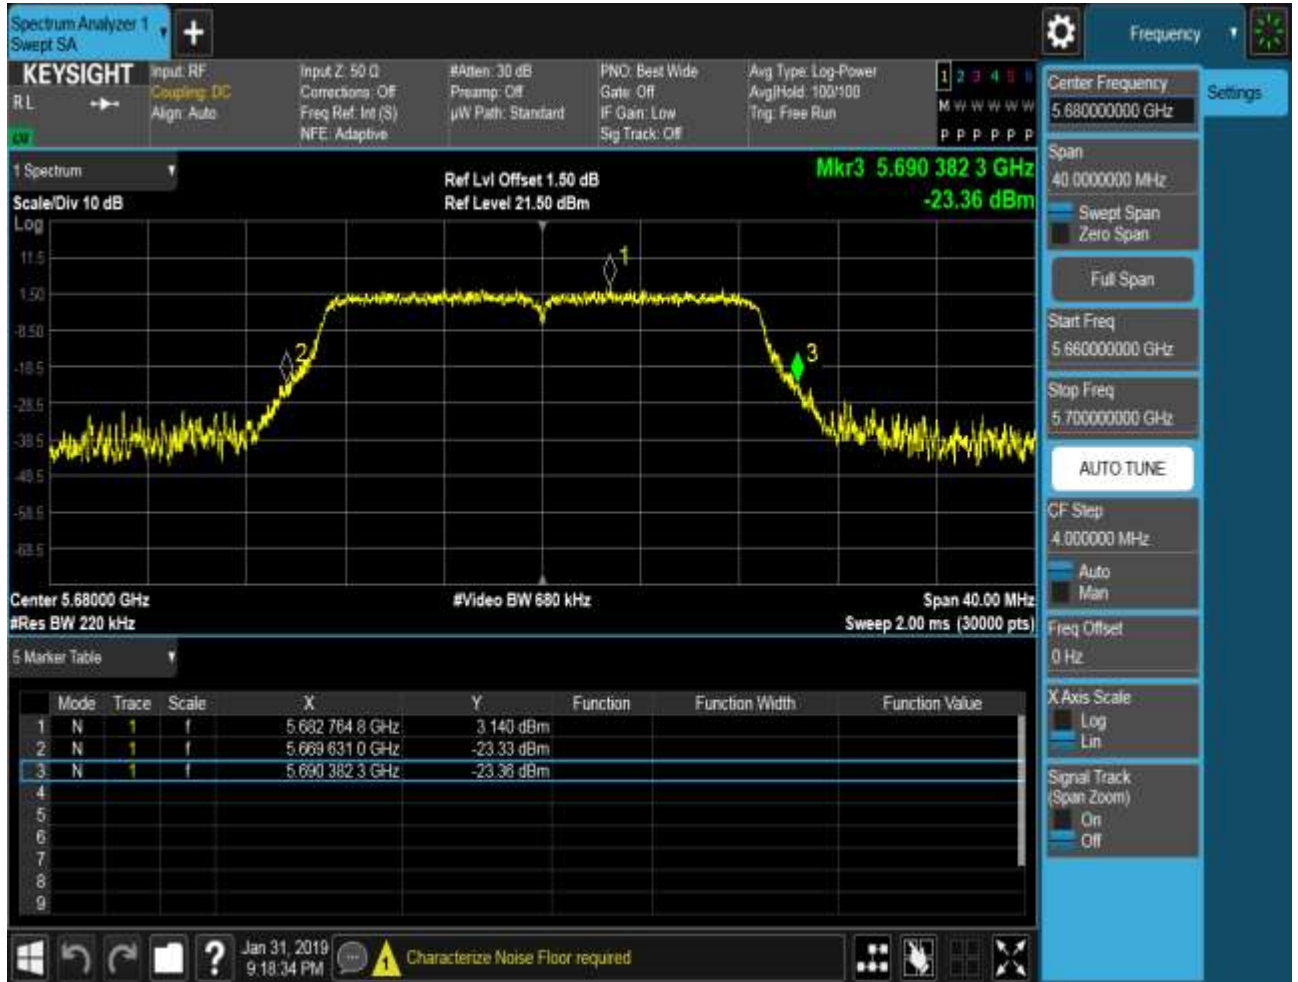 Spectrum Analyzer 1
Swept SA
+
Frequency
KEYSIGHT
RL
Input: RF
Coupling: DC
Align: Auto
Input Z: 50 Ω
Corrections: Off
Freq Ref: Int (S)
NFE: Adaptive
#Atten: 30 dB
Preamp: Off
µW Path: Standard
PNO: Best Wide
Gate: Off
IF Gain: Low
Sig Track: Off
Avg Type: Log-Power
Avg|Hold: 100/100
Trig: Free Run
1 2 3 4 5 6
M W W W W W
P P P P P P
1 Spectrum
Scale/Div 10 dB
Ref Lvl Offset 1.50 dB
Ref Level 21.50 dBm
Mkr3 5.690 382 3 GHz
-23.36 dBm
Log
11.5
1.50
-8.50
-18.5
-28.5
-38.5
-48.5
-58.5
-68.5
1
2
3
Center 5.68000 GHz
#Res BW 220 kHz
#Video BW 680 kHz
Span 40.00 MHz
Sweep 2.00 ms (30000 pts)
5 Marker Table
Mode Trace Scale X Y Function Function Width Function Value
1 N 1 f 5.682 764 8 GHz 3.140 dBm
2 N 1 f 5.669 631 0 GHz -23.33 dBm
3 N 1 f 5.690 382 3 GHz -23.36 dBm
4
5
6
7
8
9
Jan 31, 2019
9:18:34 PM
1
Characterize Noise Floor required
?
Settings
Center Frequency
5.680000000 GHz
Span
40.0000000 MHz
Swept Span
Zero Span
Full Span
Start Freq
5.660000000 GHz
Stop Freq
5.700000000 GHz
AUTO TUNE
CF Step
4.000000 MHz
Auto
Man
Freq Offset
0 Hz
X Axis Scale
Log
Lin
Signal Track
(Span Zoom)
On
Off